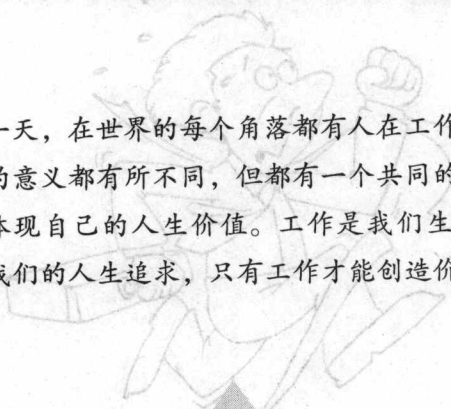 一天，在世界的每个角落都有人在工作
的意义都有所不同，但都有一个共同的
体现自己的人生价值。工作是我们生
我们的人生追求，只有工作才能创造价